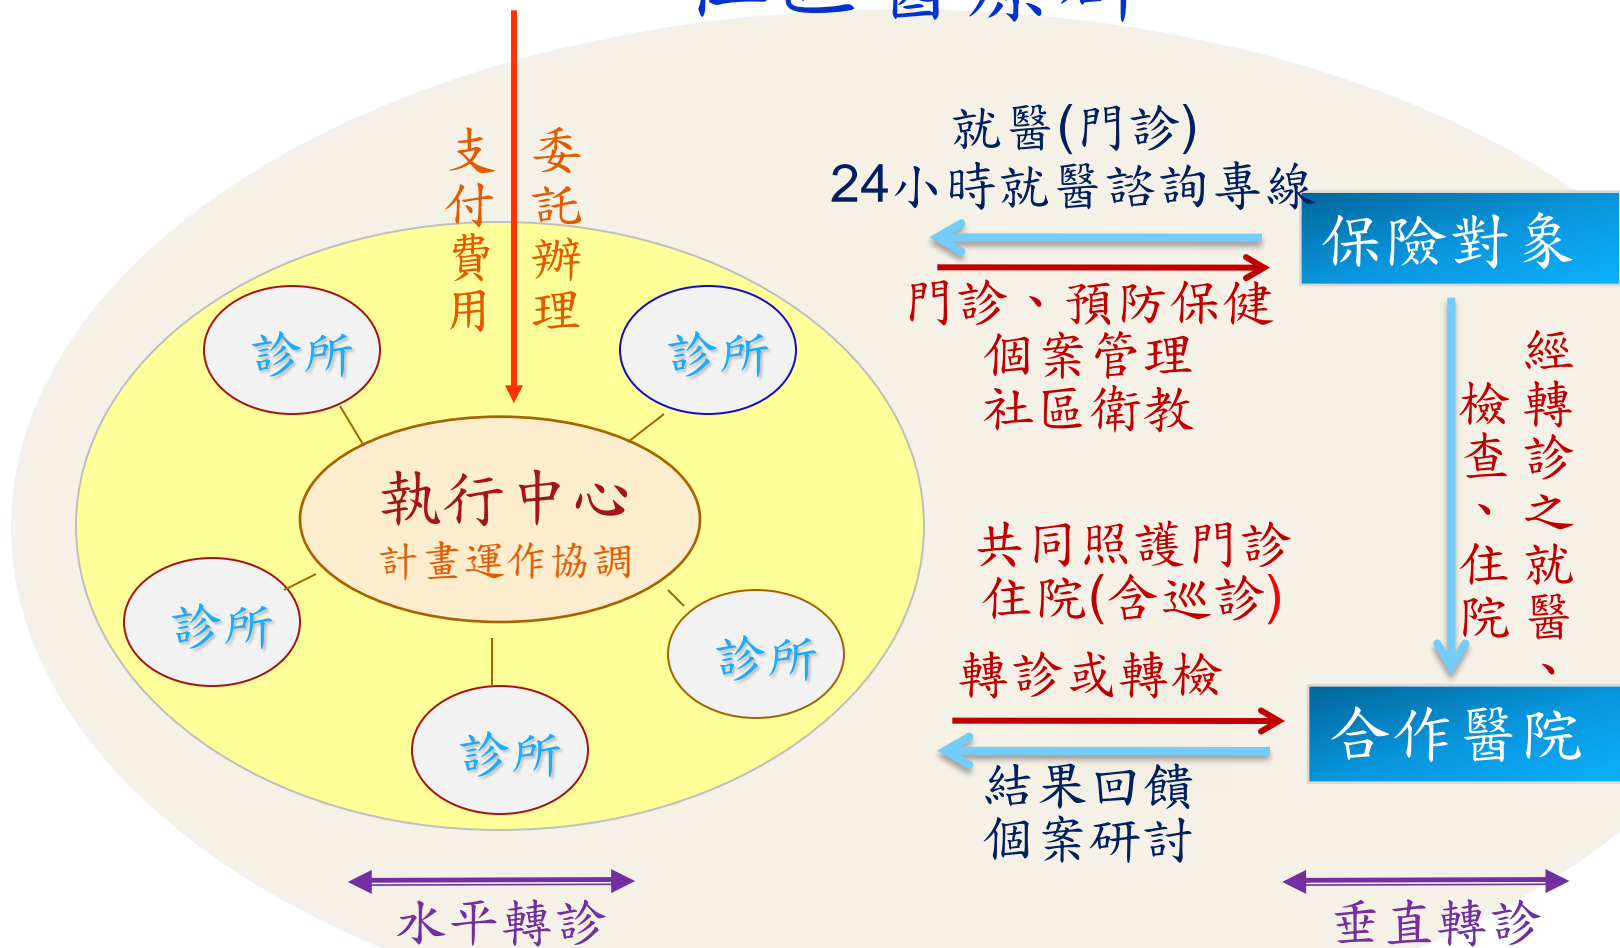 社區醫療群
支付費用
委託辦理
就醫(門診)
24小時就醫諮詢專線
保險對象
門診、預防保健
個案管理
社區衛教
診所
診所
執行中心
計畫運作協調
診所
診所
診所
經轉診之就醫、
檢查、住院
共同照護門診
住院(含巡診)
轉診或轉檢
合作醫院
結果回饋
個案研討
水平轉診
垂直轉診